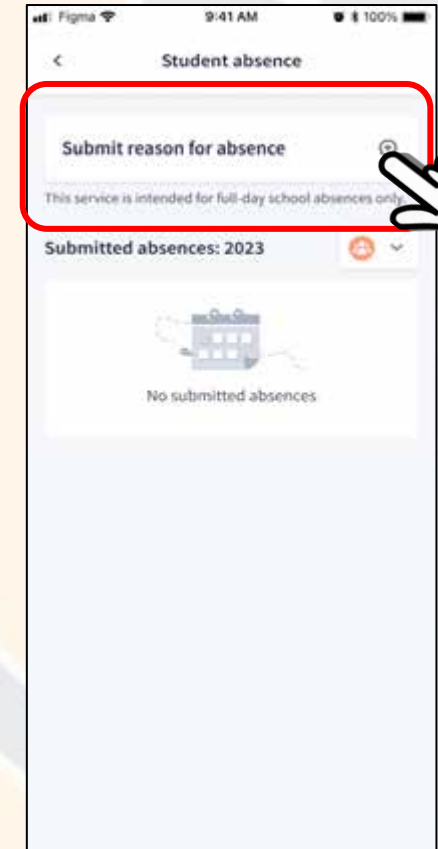 Figma 9:41 AM 100%
Student absence
Submit reason for absence
This service is intended for full-day school absences only.
Submitted absences: 2023
No submitted absences